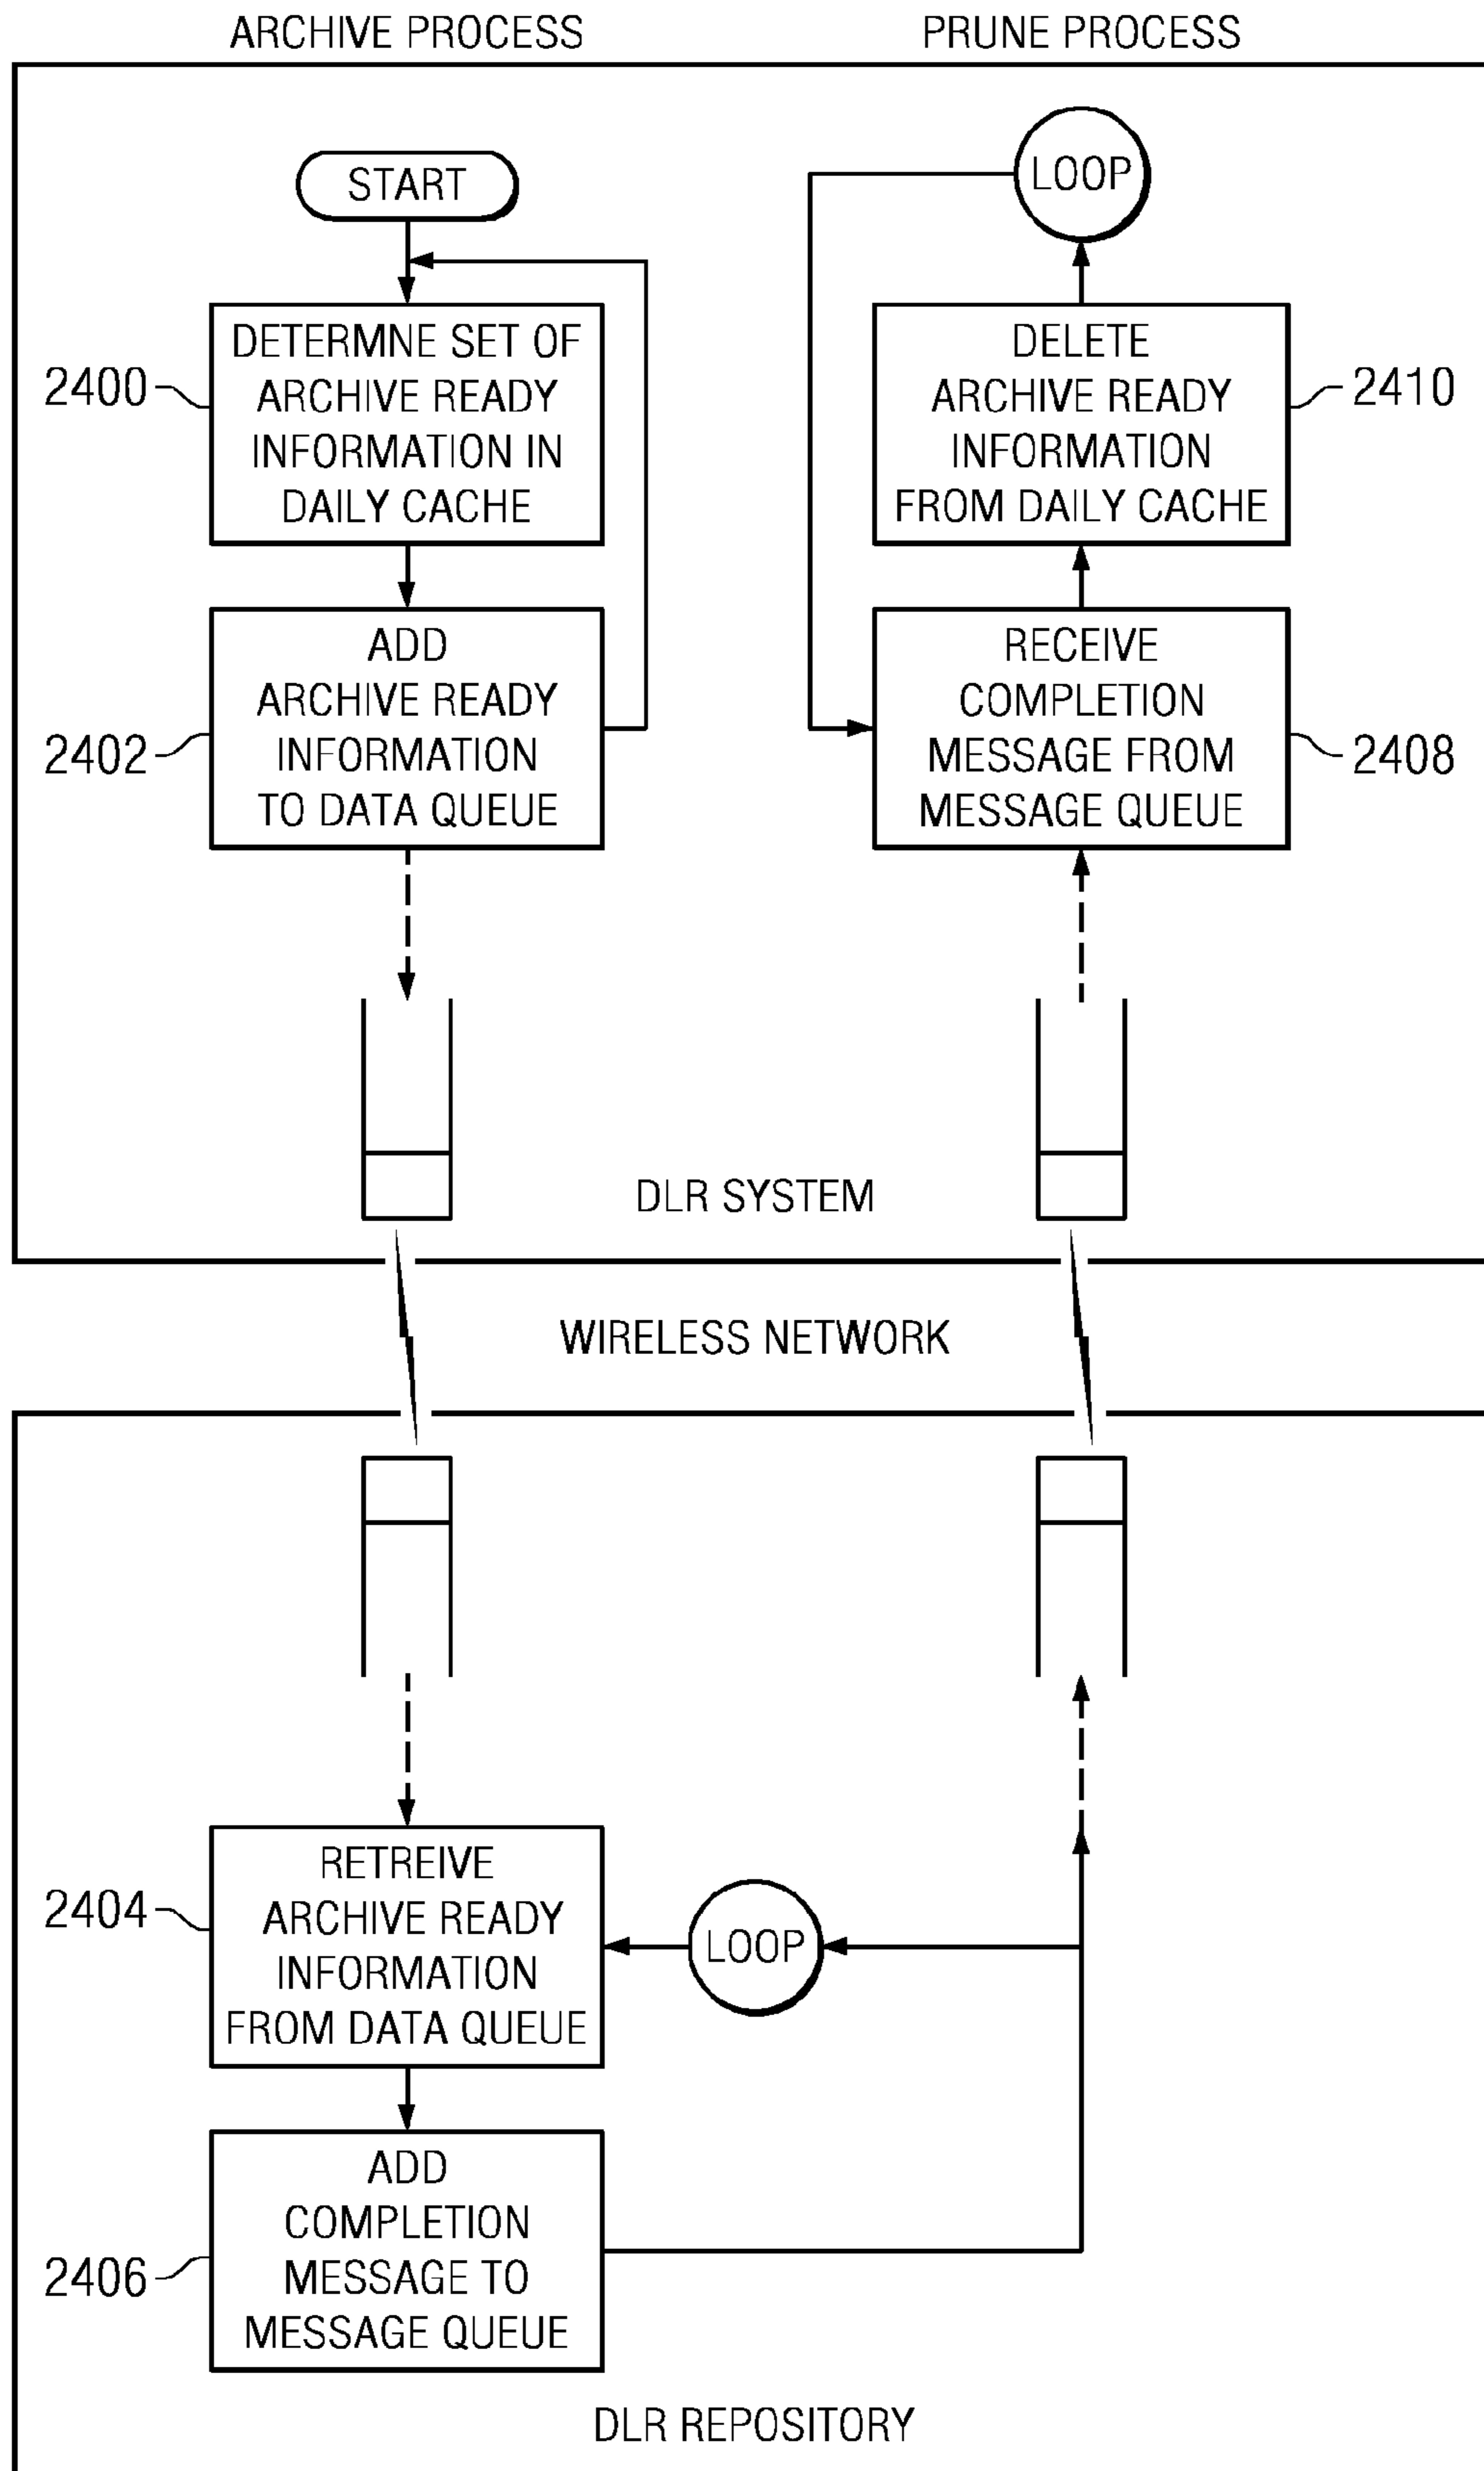 ARCHIVE PROCESS
PRUNE PROCESS
START
LOOP
2400
DETERMNE SET OF
ARCHIVE READY
INFORMATION IN
DAILY CACHE
DELETE
ARCHIVE READY
INFORMATION
FROM DAILY CACHE
2410
2402
ADD
ARCHIVE READY
INFORMATION
TO DATA QUEUE
RECEIVE
COMPLETION
MESSAGE FROM
MESSAGE QUEUE
2408
DLR SYSTEM
WIRELESS NETWORK
2404
RETREIVE
ARCHIVE READY
INFORMATION
FROM DATA QUEUE
LOOP
2406
ADD
COMPLETION
MESSAGE TO
MESSAGE QUEUE
DLR REPOSITORY